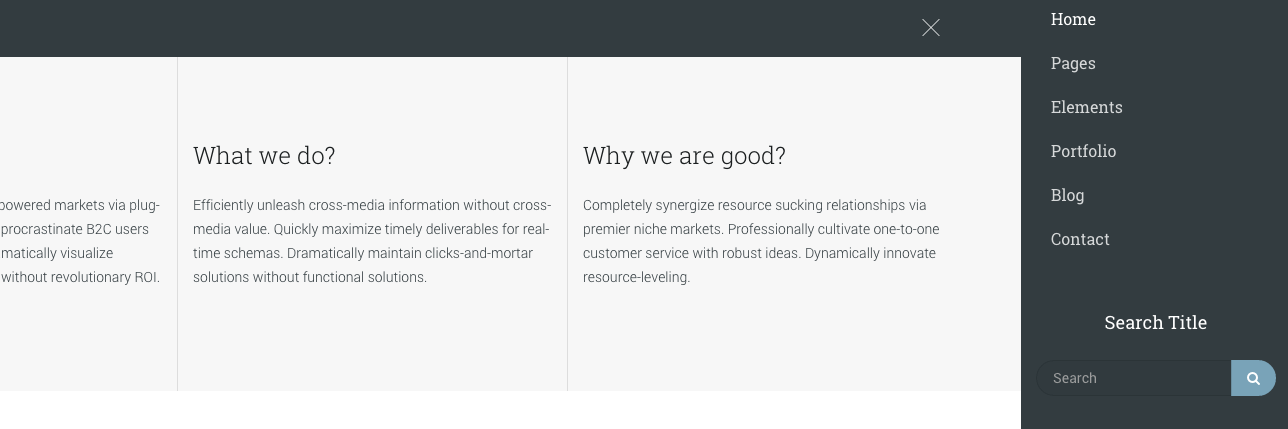 powered markets via plug-
procrastinate B2C users
matically visualize
without revolutionary ROI.
What we do?
Efficiently unleash cross-media information without cross-
media value. Quickly maximize timely deliverables for real-
time schemas. Dramatically maintain clicks-and-mortar
solutions without functional solutions.
Why we are good?
Completely synergize resource sucking relationships via
premier niche markets. Professionally cultivate one-to-one
customer service with robust ideas. Dynamically innovate
resource-leveling.
Home
Pages
Elements
Portfolio
Blog
Contact
Search Title
Search